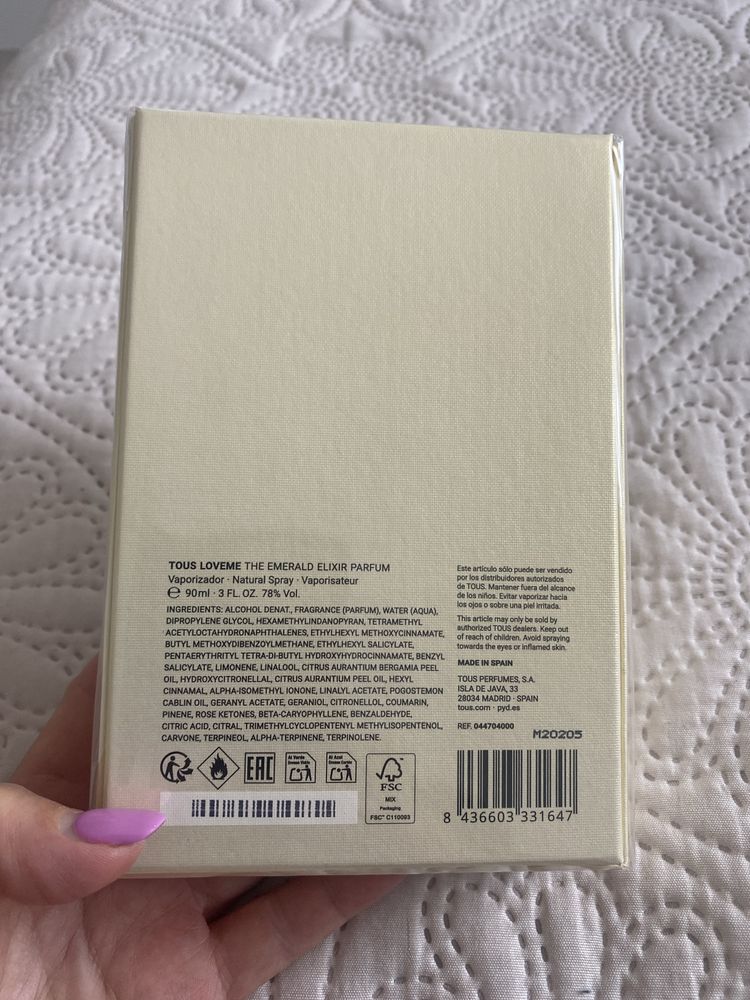 TOUS LOVEME THE EMERALD ELIXIR PARFUM
Vaporizador · Natural Spray · Vaporisateur
℮ 90ml · 3 FL. OZ. 78% Vol.
INGREDIENTS: ALCOHOL DENAT., FRAGRANCE (PARFUM), WATER (AQUA),
DIPROPYLENE GLYCOL, HEXAMETHYLINDANOPYRAN, TETRAMETHYL
ACETYLOCTAHYDRONAPHTHALENES, ETHYLHEXYL METHOXYCINNAMATE,
BUTYL METHOXYDIBENZOYLMETHANE, ETHYLHEXYL SALICYLATE,
PENTAERYTHRITYL TETRA-DI-BUTYL HYDROXYHYDROCINNAMATE, BENZYL
SALICYLATE, LIMONENE, LINALOOL, CITRUS AURANTIUM BERGAMIA PEEL
OIL, HYDROXYCITRONELLAL, CITRUS AURANTIUM PEEL OIL, HEXYL
CINNAMAL, ALPHA-ISOMETHYL IONONE, LINALYL ACETATE, POGOSTEMON
CABLIN OIL, GERANYL ACETATE, GERANIOL, CITRONELLOL, COUMARIN,
PINENE, ROSE KETONES, BETA-CARYOPHYLLENE, BENZALDEHYDE,
CITRIC ACID, CITRAL, TRIMETHYLCYCLOPENTENYL METHYLISOPENTENOL,
CARVONE, TERPINEOL, ALPHA-TERPINENE, TERPINOLENE.
EAC
Al Verde
Al Azul
FSC
MIX
Packaging
FSC™ C110093
Este artículo sólo puede ser vendido
por los distribuidores autorizados
de TOUS. Mantener fuera del alcance
de los niños. Evitar vaporizar hacia
los ojos o sobre una piel irritada.
This article may only be sold by
authorized TOUS dealers. Keep out
of reach of children. Avoid spraying
towards the eyes or inflamed skin.
MADE IN SPAIN
TOUS PERFUMES, S.A.
ISLA DE JAVA, 33
28034 MADRID · SPAIN
tous.com · pyd.es
REF. 044704000
M20205
8 436603 331647